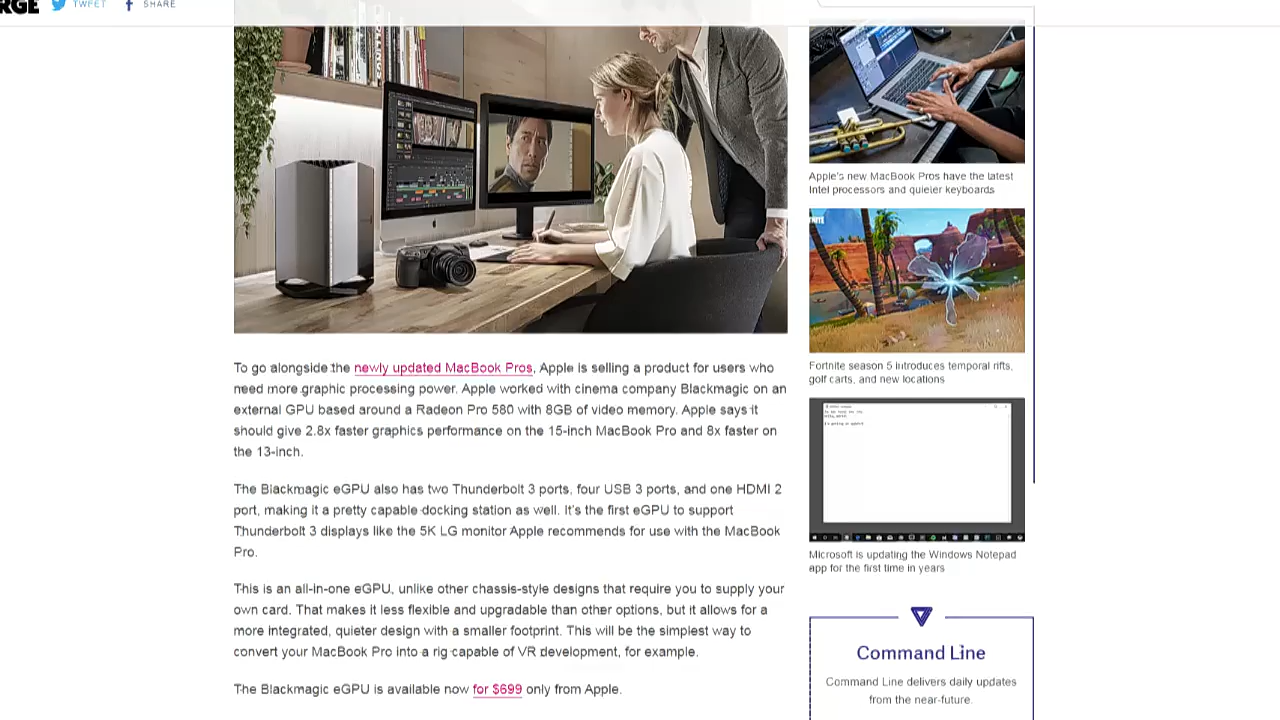 RGE
TWEET
SHARE
To go alongside the newly updated MacBook Pros, Apple is selling a product for users who
need more graphic processing power. Apple worked with cinema company Blackmagic on an
external GPU based around a Radeon Pro 580 with 8GB of video memory. Apple says it
should give 2.8x faster graphics performance on the 15-inch MacBook Pro and 8x faster on
the 13-inch.
The Blackmagic eGPU also has two Thunderbolt 3 ports, four USB 3 ports, and one HDMI 2
port, making it a pretty capable docking station as well. It's the first eGPU to support
Thunderbolt 3 displays like the 5K LG monitor Apple recommends for use with the MacBook
Pro.
This is an all-in-one eGPU, unlike other chassis-style designs that require you to supply your
own card. That makes it less flexible and upgradable than other options, but it allows for a
more integrated, quieter design with a smaller footprint. This will be the simplest way to
convert your MacBook Pro into a rig capable of VR development, for example.
The Blackmagic eGPU is available now for $699 only from Apple.
Apple's new MacBook Pros have the latest
Intel processors and quieter keyboards
Fortnite season 5 introduces temporal rifts,
golf carts, and new locations
Microsoft is updating the Windows Notepad
app for the first time in years
Command Line
Command Line delivers daily updates
from the near-future.